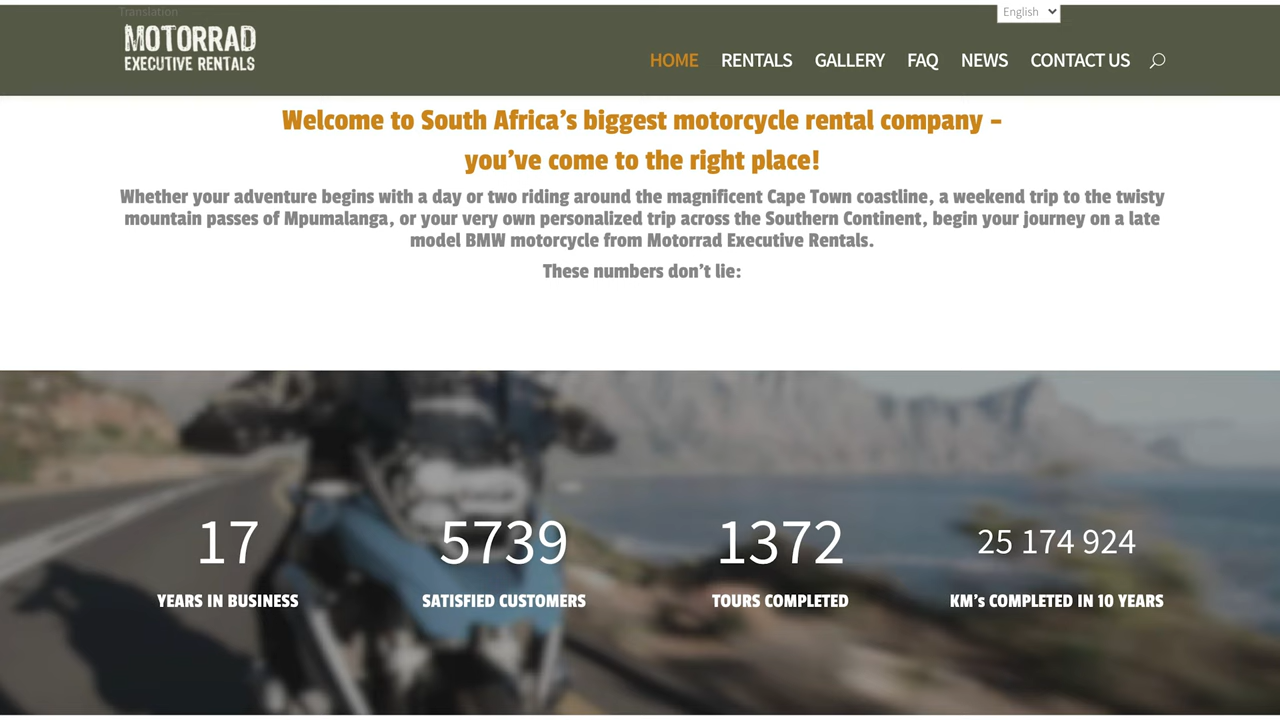 Translation
English
MOTORRAD
EXECUTIVE RENTALS
HOME RENTALS GALLERY FAQ NEWS CONTACT US
Welcome to South Africa's biggest motorcycle rental company –
you've come to the right place!
Whether your adventure begins with a day or two riding around the magnificent Cape Town coastline, a weekend trip to the twisty
mountain passes of Mpumalanga, or your very own personalized trip across the Southern Continent, begin your journey on a late
model BMW motorcycle from Motorrad Executive Rentals.
These numbers don't lie:
17
YEARS IN BUSINESS
5739
SATISFIED CUSTOMERS
1372
TOURS COMPLETED
25 174 924
KM's COMPLETED IN 10 YEARS